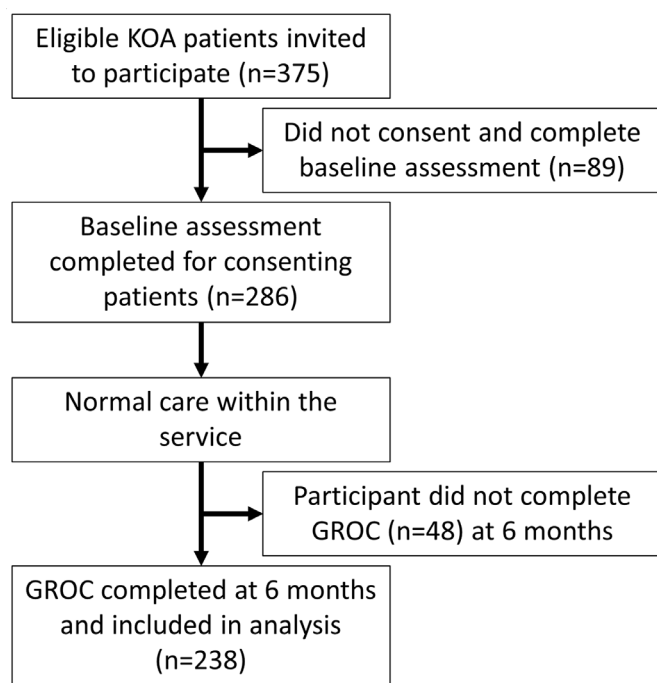 Eligible KOA patients invited
to participate (n=375)
Did not consent and complete
baseline assessment (n=89)
Baseline assessment
completed for consenting
patients (n=286)
Normal care within the
service
Participant did not complete
GROC (n=48) at 6 months
GROC completed at 6 months
and included in analysis
(n=238)